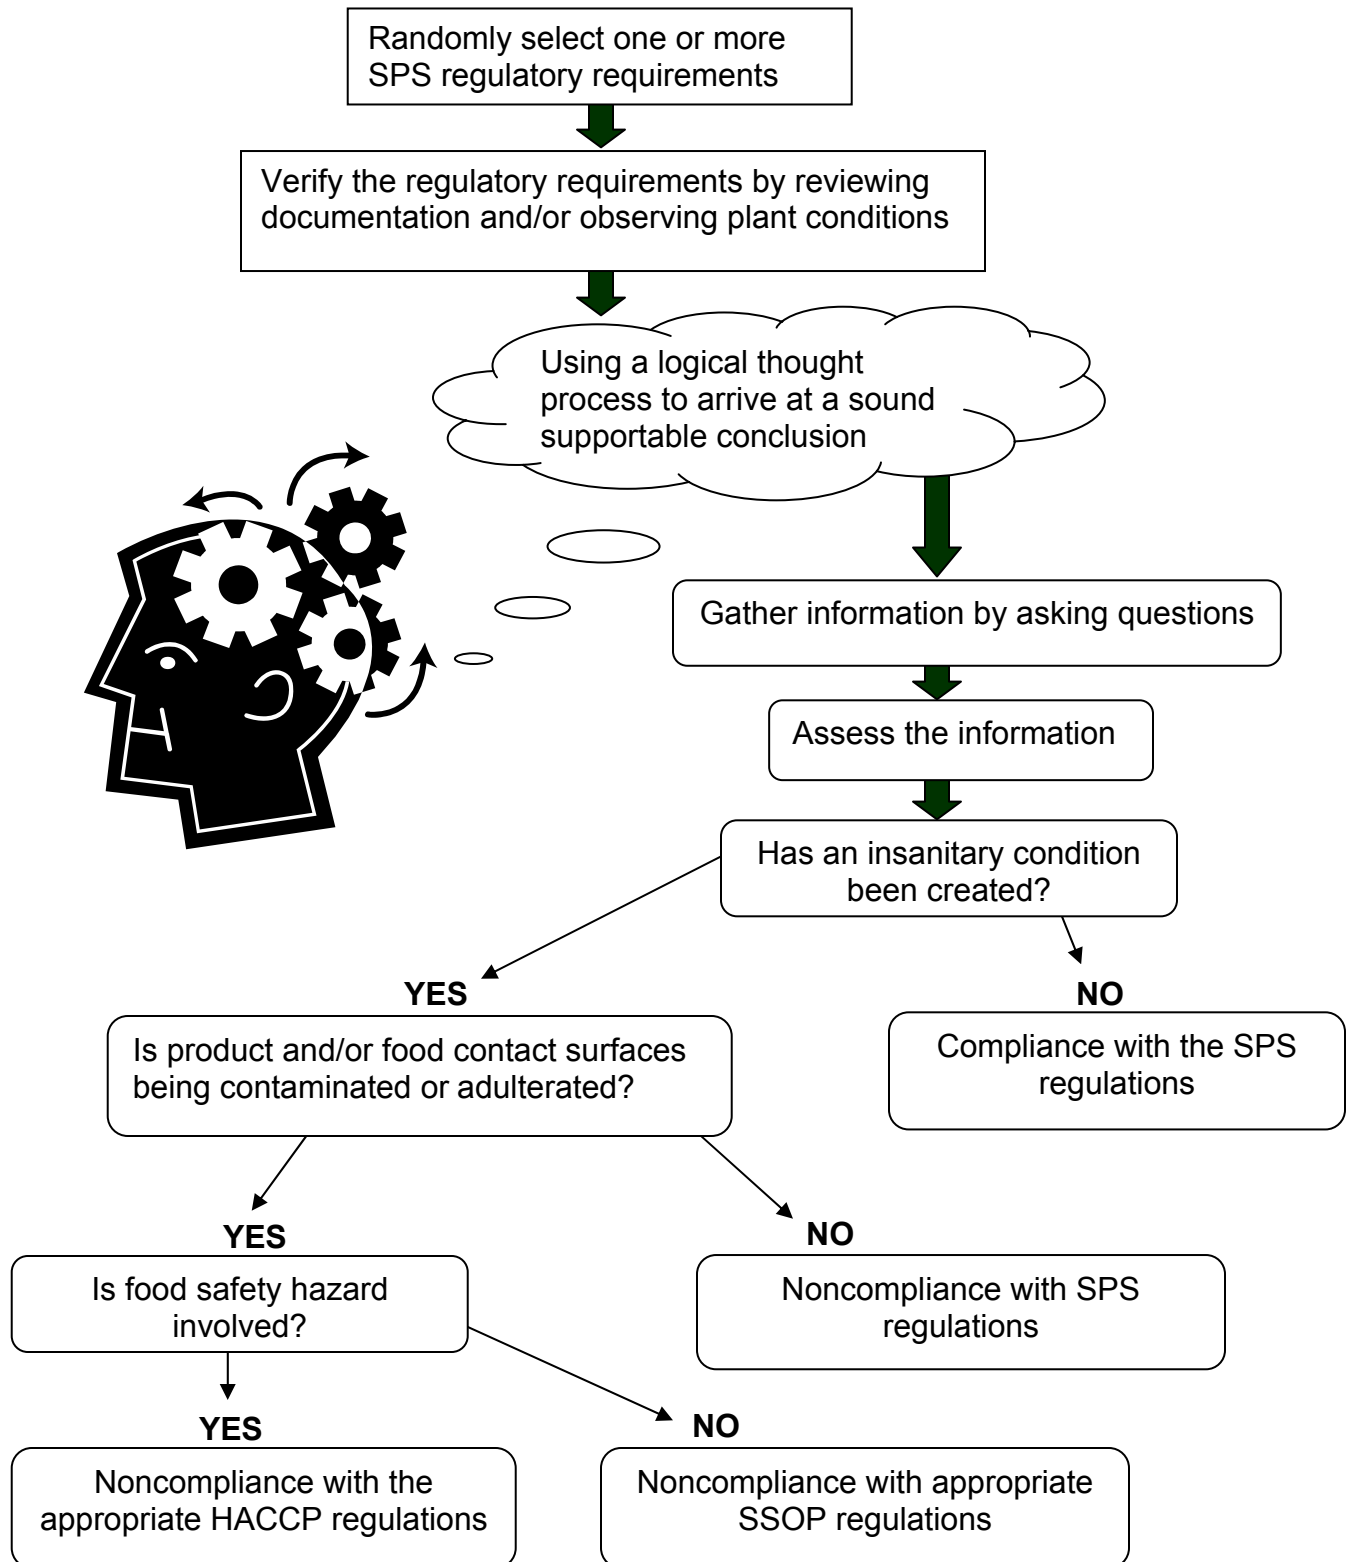 Randomly select one or more
SPS regulatory requirements
Verify the regulatory requirements by reviewing
documentation and/or observing plant conditions
Using a logical thought
process to arrive at a sound
supportable conclusion
Gather information by asking questions
Assess the information
Has an insanitary condition
been created?
YES
NO
Is product and/or food contact surfaces
being contaminated or adulterated?
Compliance with the SPS
regulations
YES
NO
Is food safety hazard
involved?
Noncompliance with SPS
regulations
YES
NO
Noncompliance with the
appropriate HACCP regulations
Noncompliance with appropriate
SSOP regulations